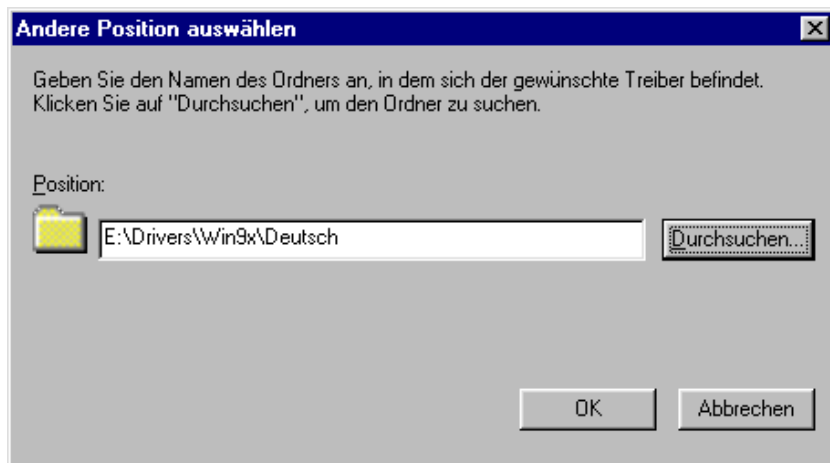 Andere Position auswählen
Geben Sie den Namen des Ordners an, in dem sich der gewünschte Treiber befindet.
Klicken Sie auf "Durchsuchen", um den Ordner zu suchen.
Position:
E:\Drivers\Win9x\Deutsch
Durchsuchen...
OK
Abbrechen